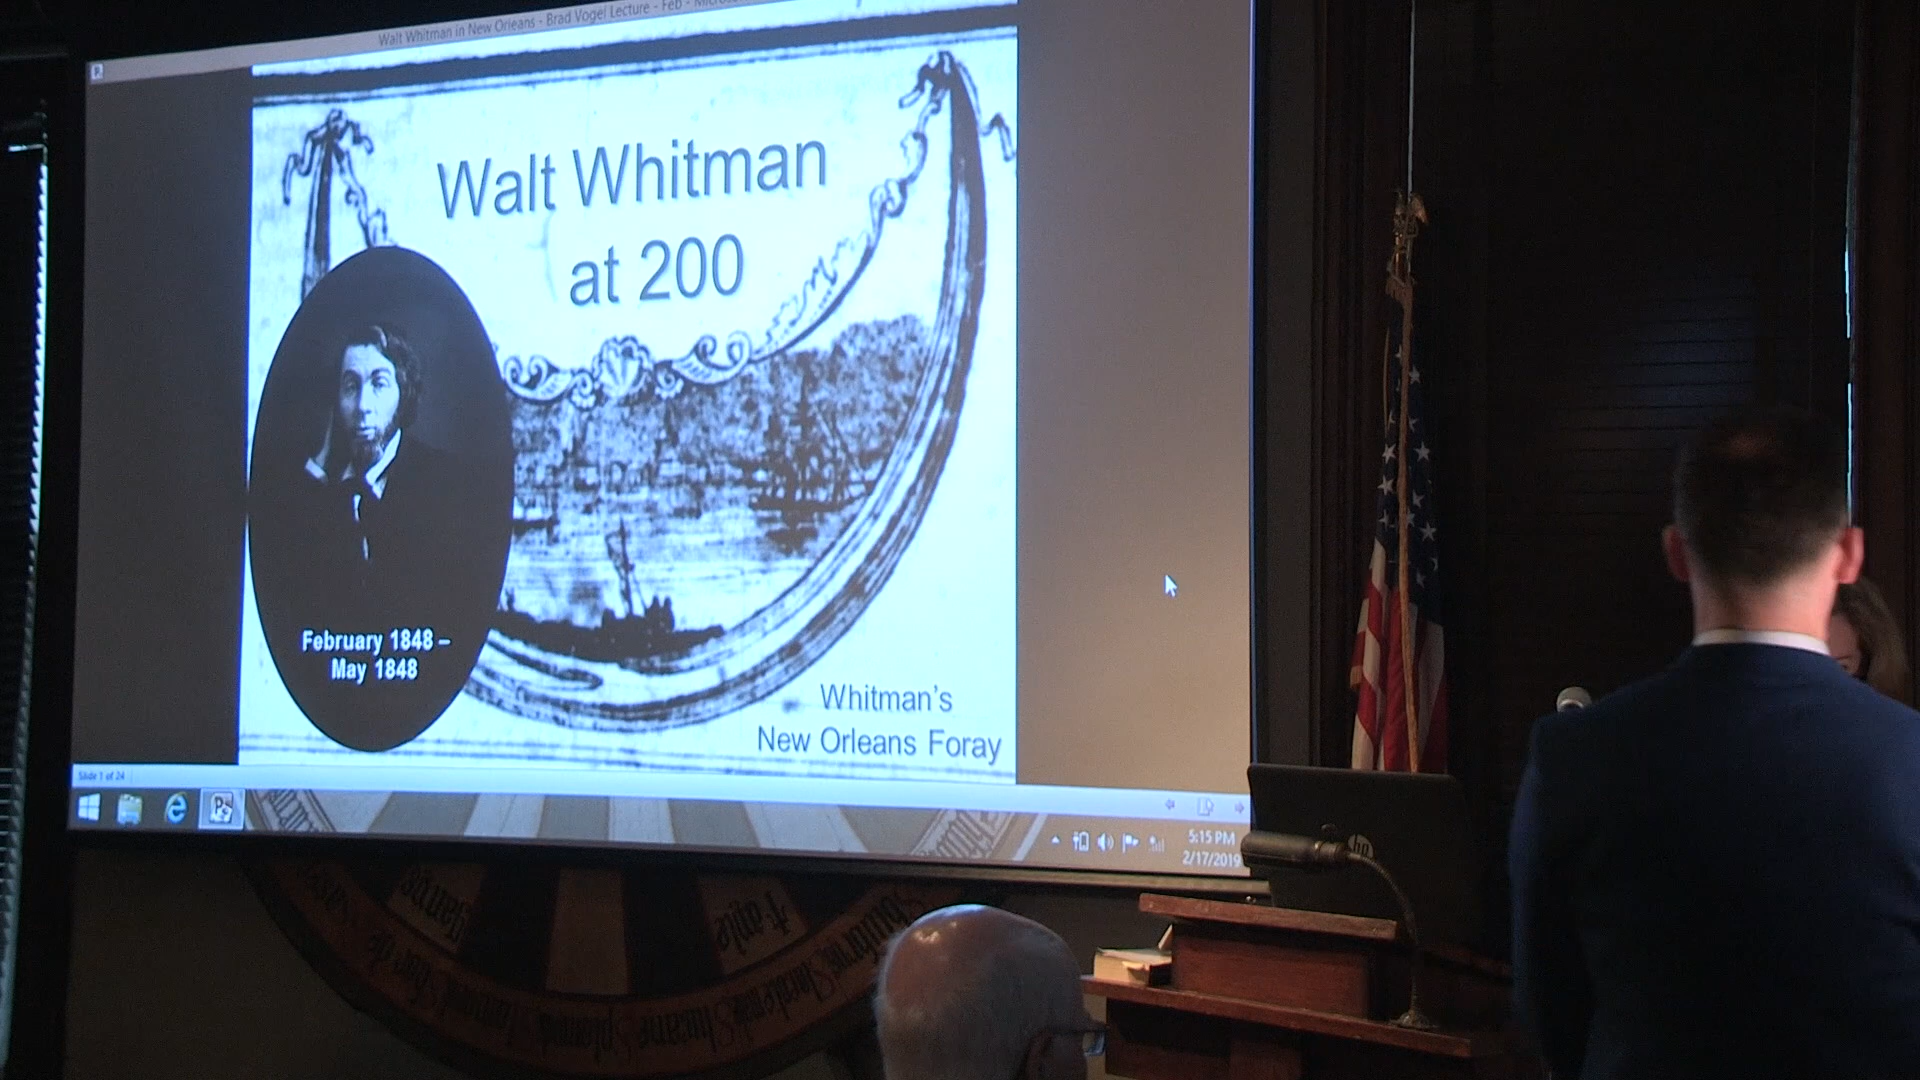 Walt Whitman in New Orleans - Brad Vogel Lecture - Feb -
Walt Whitman
at 200
February 1848 –
May 1848
Whitman's
New Orleans Foray
Slide 1 of 24
5:15 PM
2/17/2019
hp